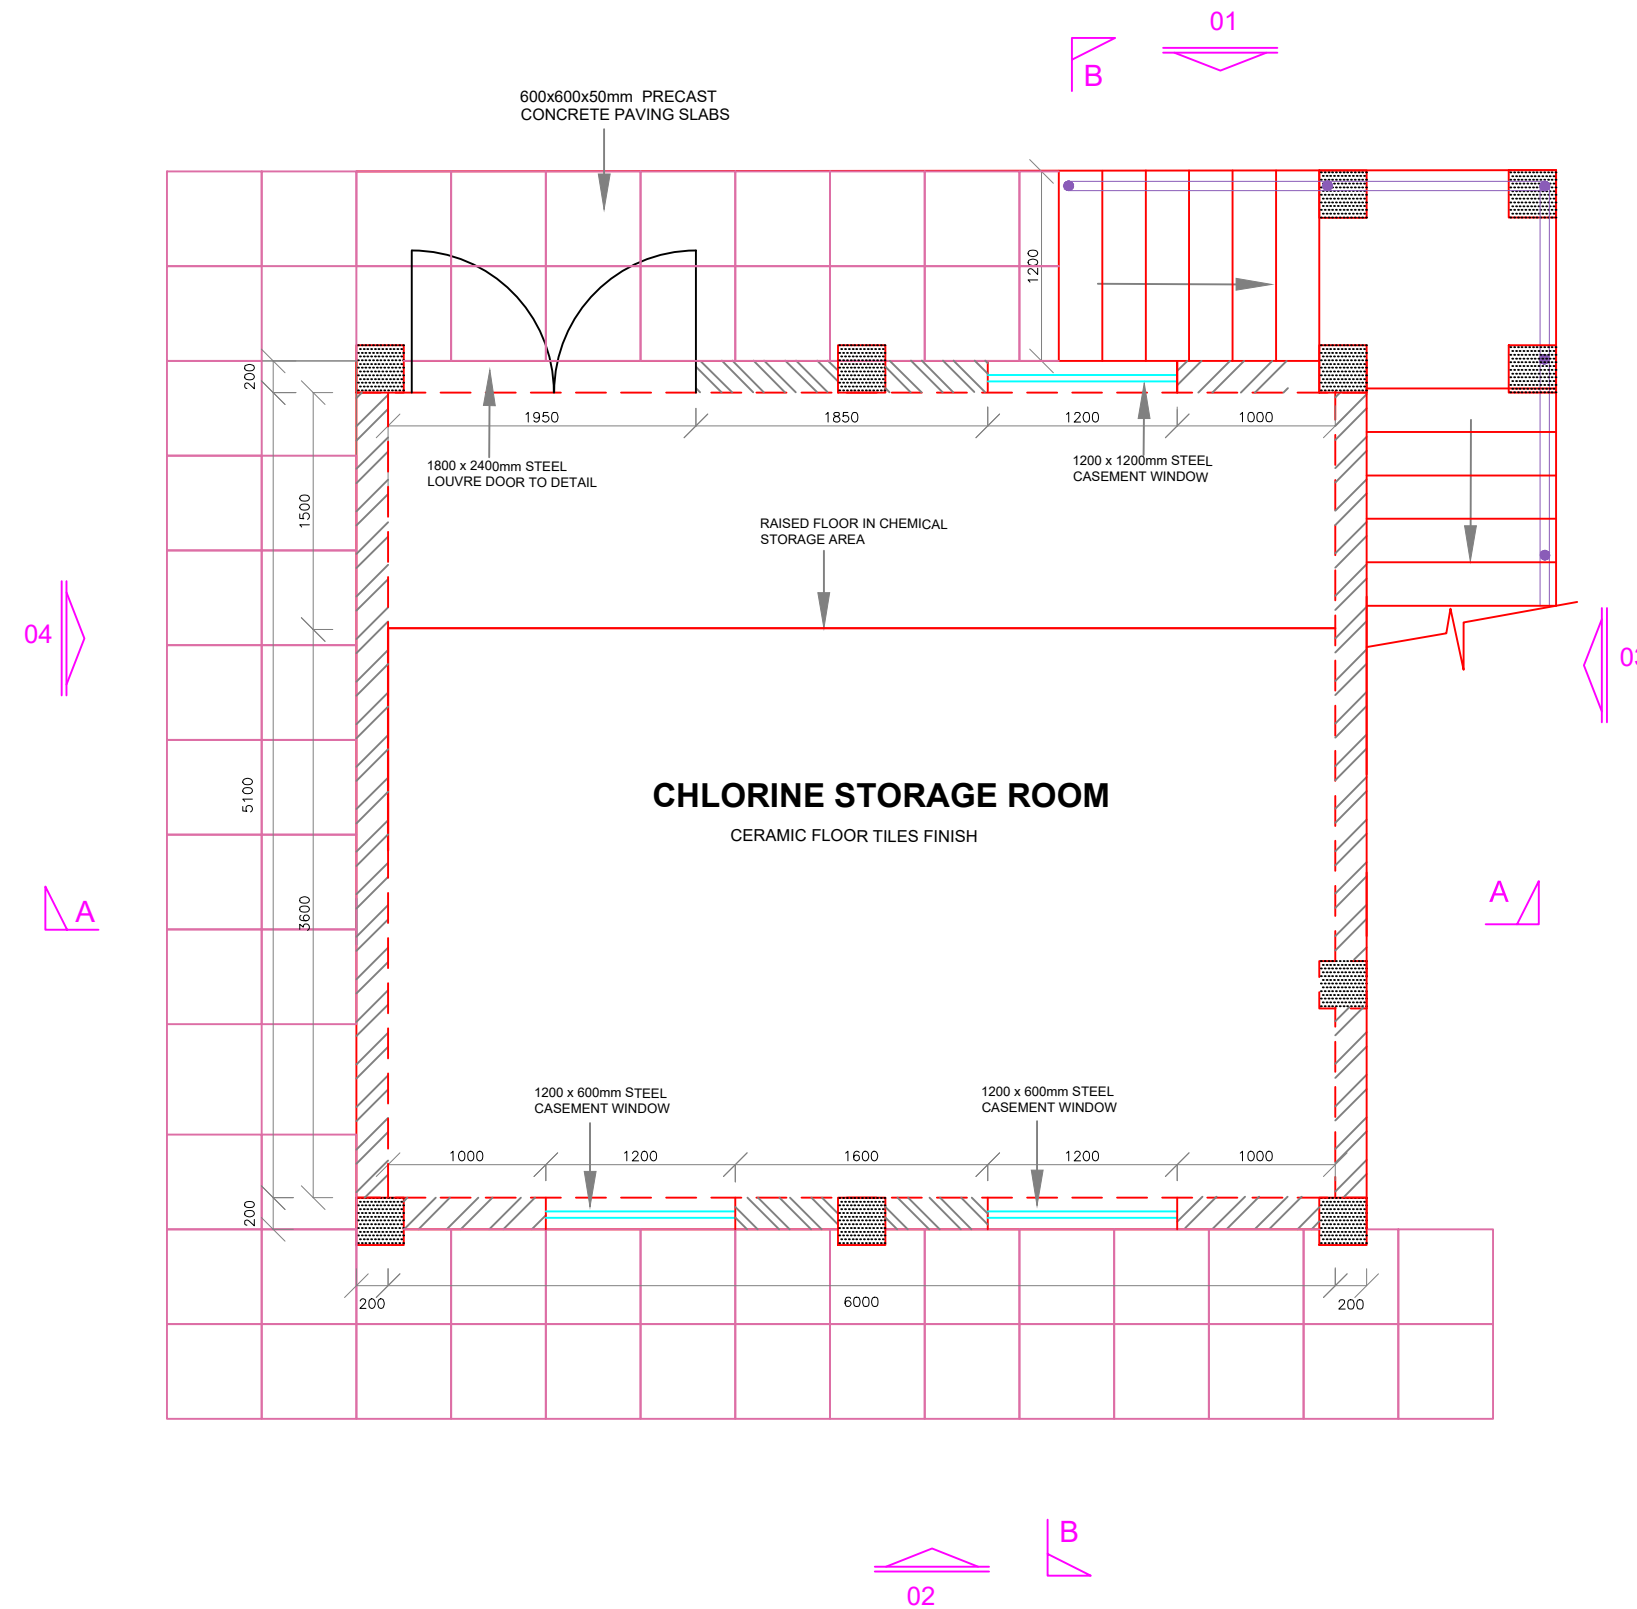 01
B
600x600x50mm PRECAST
CONCRETE PAVING SLABS
1200
200
1950
1850
1200
1000
1800 x 2400mm STEEL
LOUVRE DOOR TO DETAIL
1200 x 1200mm STEEL
CASEMENT WINDOW
1500
RAISED FLOOR IN CHEMICAL
STORAGE AREA
04
03
5100
CHLORINE STORAGE ROOM
CERAMIC FLOOR TILES FINISH
A
3600
A
1200 x 600mm STEEL
CASEMENT WINDOW
1200 x 600mm STEEL
CASEMENT WINDOW
1000
1200
1600
1200
1000
200
200
6000
200
B
02